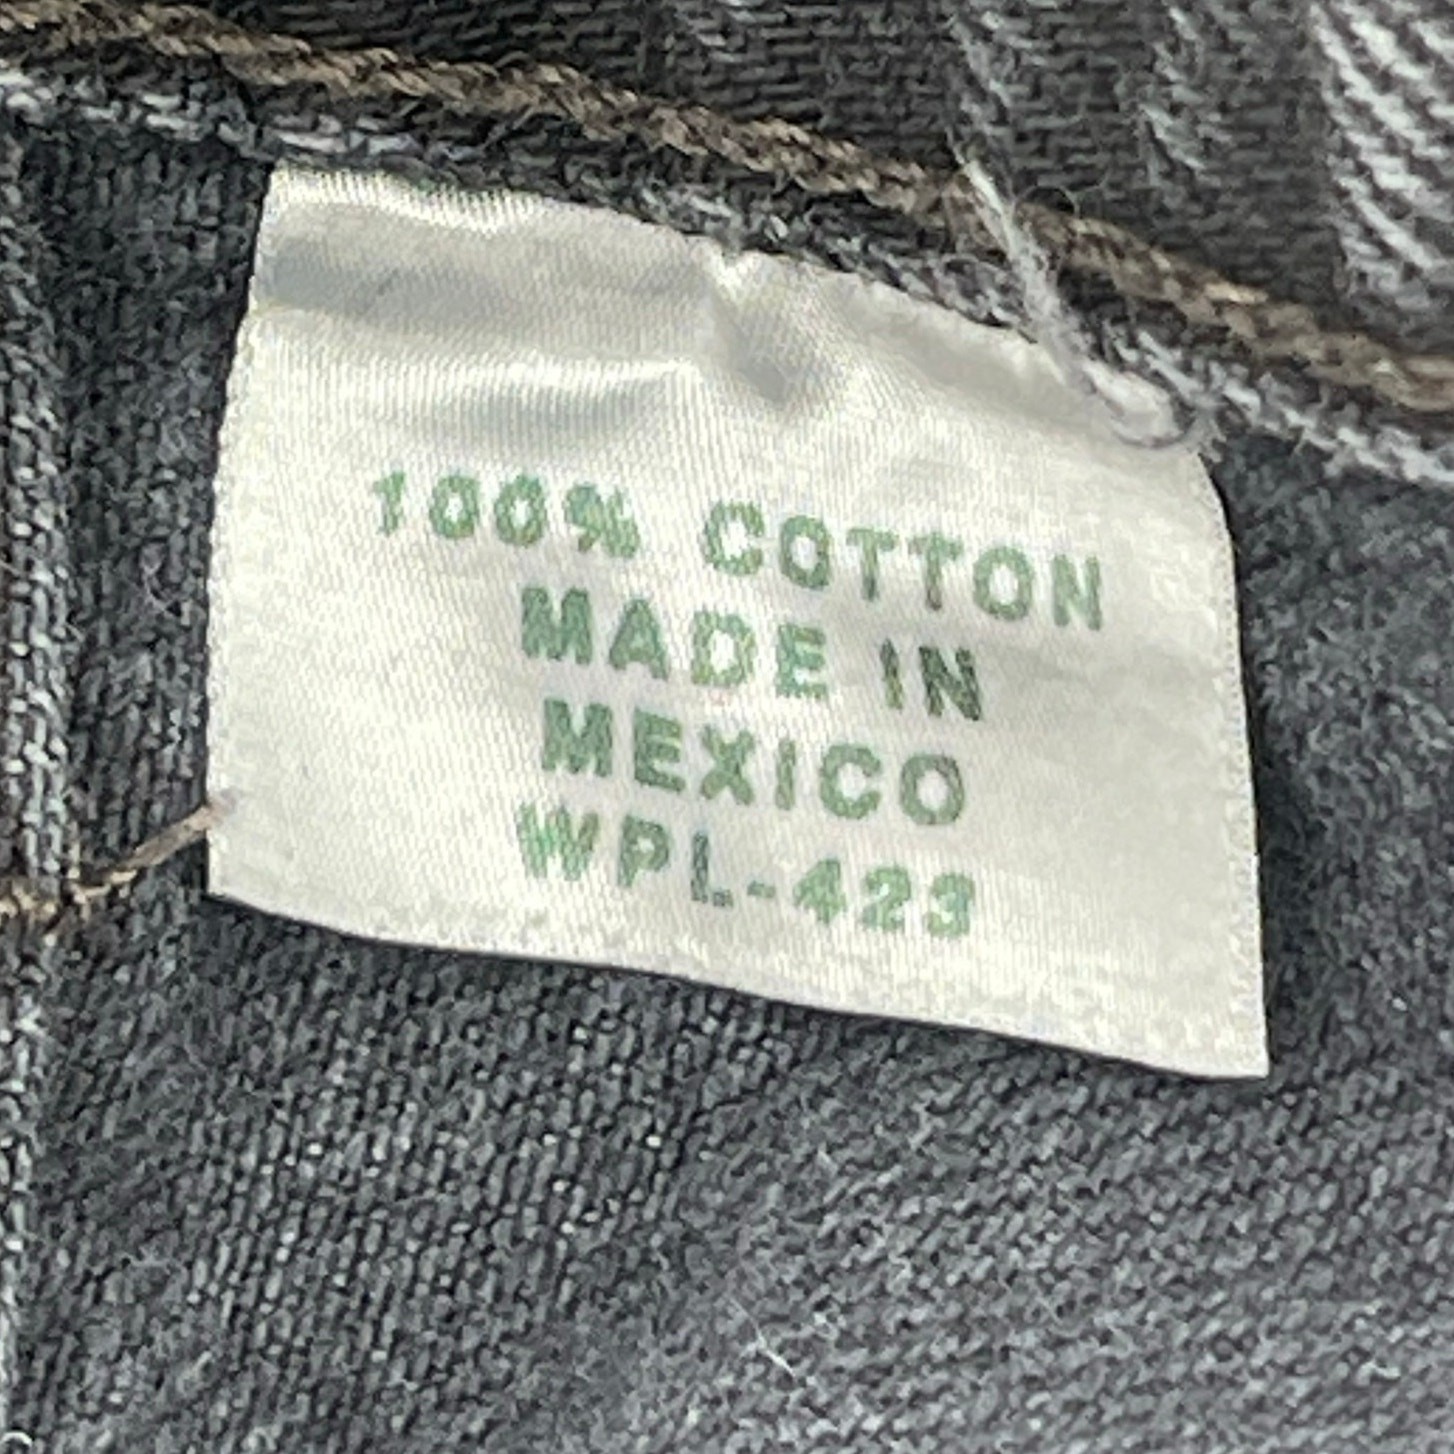 100% COTTON
MADE IN
MEXICO
WPL-423